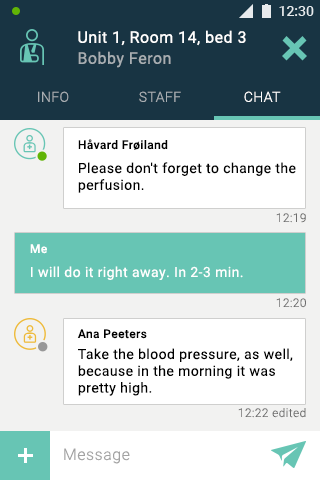 12:30
Unit 1, Room 14, bed 3
Bobby Feron
INFO STAFF CHAT
Håvard Frøiland
Please don't forget to change the
perfusion.
12:19
Me
I will do it right away. In 2-3 min.
12:20
Ana Peeters
Take the blood pressure, as well,
because in the morning it was
pretty high.
12:22 edited
Message